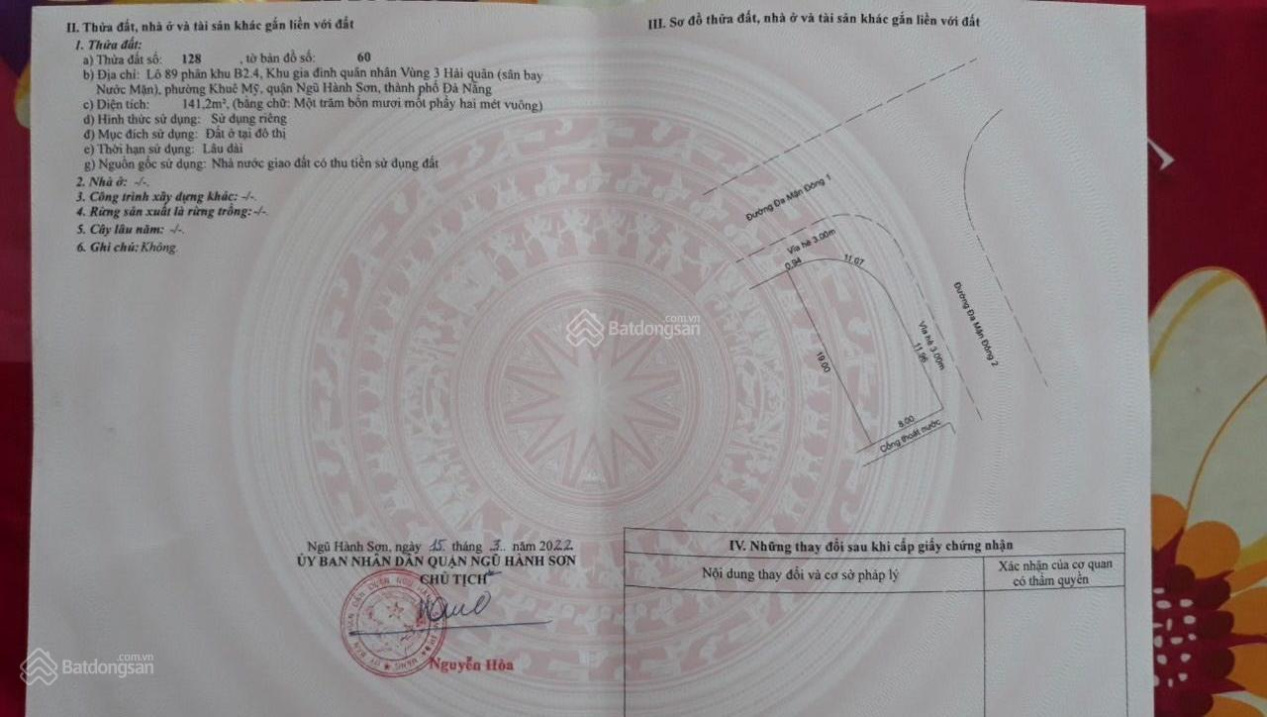 II. Thửa đất, nhà ở và tài sản khác gắn liền với đất
1. Thửa đất:
a) Thửa đất số: 128 , tờ bản đồ số: 60
b) Địa chỉ: Lô 89 phân khu B2.4, Khu gia đình quân nhân Vùng 3 Hải quân (sân bay
Nước Mặn), phường Khuê Mỹ, quận Ngũ Hành Sơn, thành phố Đà Nẵng
c) Diện tích: 141,2m², (bằng chữ: Một trăm bốn mươi mốt phẩy hai mét vuông)
d) Hình thức sử dụng: Sử dụng riêng
đ) Mục đích sử dụng: Đất ở tại đô thị
e) Thời hạn sử dụng: Lâu dài
g) Nguồn gốc sử dụng: Nhà nước giao đất có thu tiền sử dụng đất
2. Nhà ở: -/-.
3. Công trình xây dựng khác: -/-.
4. Rừng sản xuất là rừng trồng: -/-.
5. Cây lâu năm: -/-.
6. Ghi chú: Không.
Ngũ Hành Sơn, ngày 15 tháng 3. năm 2022
ỦY BAN NHÂN DÂN QUẬN NGŨ HÀNH SƠN
CHỦ TỊCH
Nguyễn Hòa
III. Sơ đồ thửa đất, nhà ở và tài sản khác gắn liền với đất
Đường Đa Mặn Đông 1
Vỉa hè 3.00m
0.94
11.07
Đường Đa Mặn Đông 2
Vỉa hè 3.00m
11.96
19.00
8.00
Cống thoát nước
IV. Những thay đổi sau khi cấp giấy chứng nhận
Nội dung thay đổi và cơ sở pháp lý
Xác nhận của cơ quan
có thẩm quyền
Batdongsan
.com.vn
Batdongsan
.com.vn